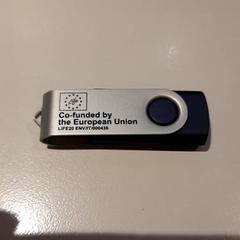 Co-funded by
the European Union
LIFE20 ENV/IT/000436